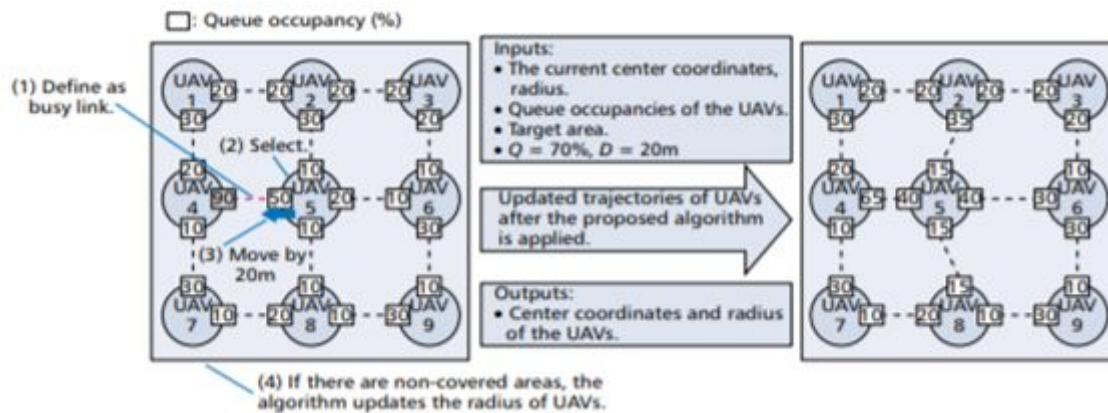 □: Queue occupancy (%)
(1) Define as
busy link.
UAV
1
20
30
20
UAV
2
20
30
20
UAV
3
20
(2) Select.
20
UAV
4
90
10
10
50
UAV
5
20
10
10
10
UAV
6
30
(3) Move by
20m
30
UAV
7
10
10
20
UAV
8
10
10
30
UAV
9
(4) If there are non-covered areas, the
algorithm updates the radius of UAVs.
Inputs:
• The current center coordinates,
radius.
• Queue occupancies of the UAVs.
• Target area.
• Q = 70%, D = 20m
Updated trajectories of UAVs
after the proposed algorithm
is applied.
Outputs:
• Center coordinates and radius
of the UAVs.
UAV
1
20
30
20
UAV
2
20
35
20
UAV
3
20
20
UAV
4
65
10
15
40
UAV
5
40
15
10
30
UAV
6
30
30
UAV
7
10
15
20
UAV
8
10
10
30
UAV
9